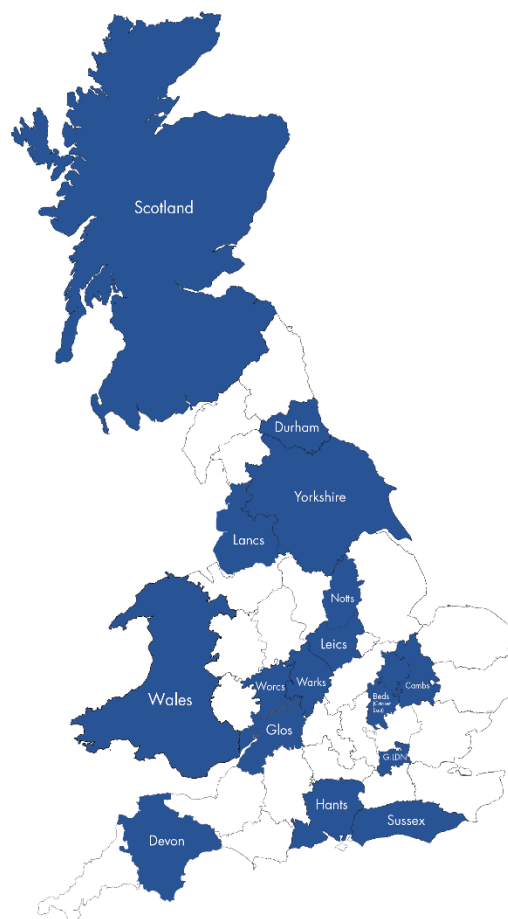 Scotland
Durham
Yorkshire
Lancs
Notts
Leics
Worcs
Warks
Wales
Beds
Cambs
Glos
G.LDN
Hants
Sussex
Devon